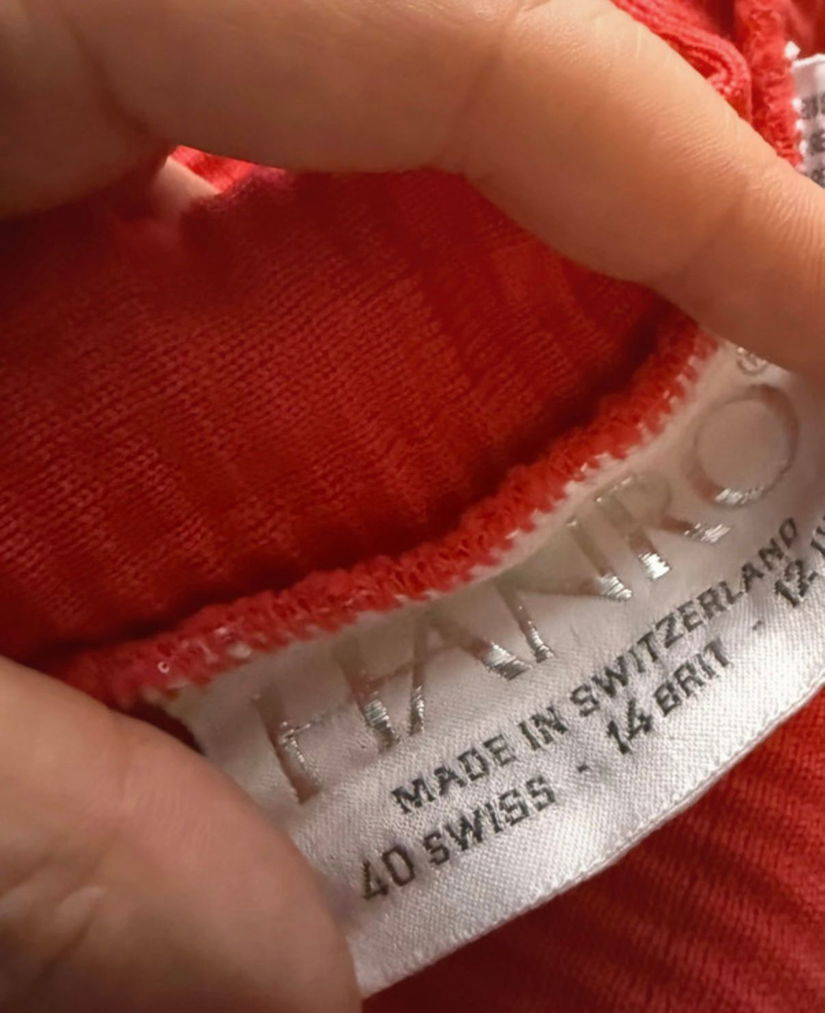 HANRO
MADE IN SWITZERLAND
40 SWISS - 14 BRIT - 12